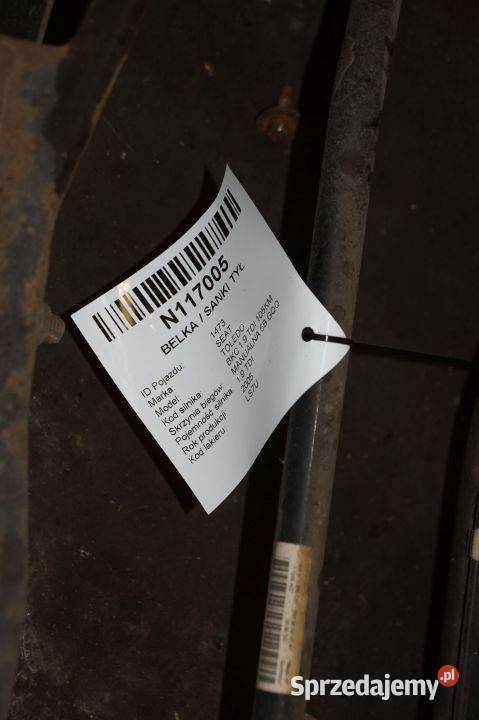 N117005
BELKA / SANKI TYŁ
ID Pojazdu: 1473
Marka: SEAT
Model: TOLEDO
Kod silnika: BKC 1.9 TDI 105KM
Skrzynia biegów: MANUALNA 5B GQQ
Pojemność silnika: 1.9 TDI
Rok produkcji: 2005
Kod lakieru: LS7U
Sprzedajemy.pl